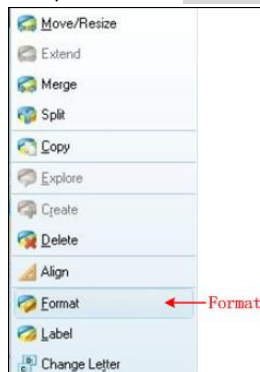 Move/Resize
Extend
Merge
Split
Copy
Explore
Create
Delete
Align
Format Format
Label
Change Letter